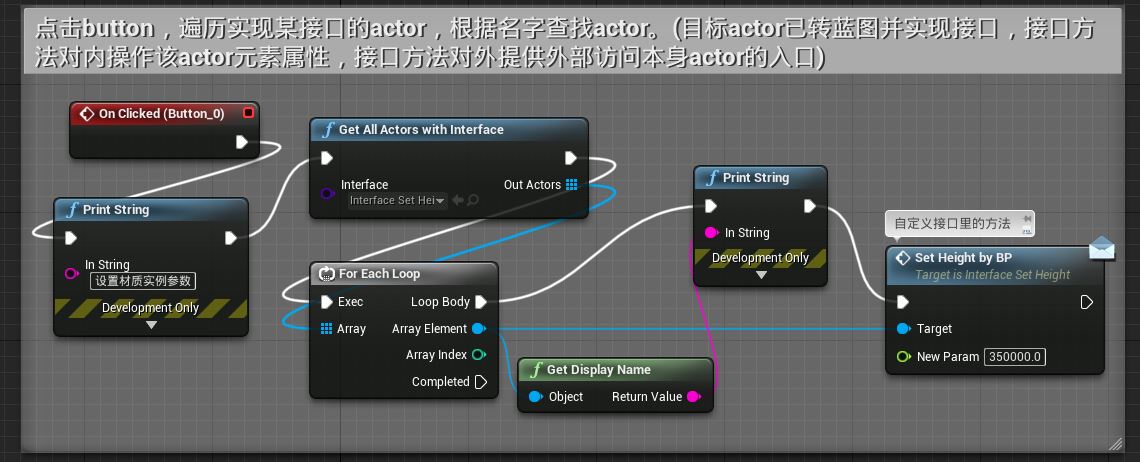 点击button，遍历实现某接口的actor，根据名字查找actor。(目标actor已转蓝图并实现接口，接口方
法对内操作该actor元素属性，接口方法对外提供外部访问本身actor的入口)
On Clicked (Button_0)
Print String
In String
设置材质实例参数
Development Only
Get All Actors with Interface
Interface
Out Actors
Interface Set Hei
For Each Loop
Exec
Loop Body
Array
Array Element
Array Index
Completed
Get Display Name
Object
Return Value
Print String
In String
Development Only
自定义接口里的方法
Set Height by BP
Target is Interface Set Height
Target
New Param
350000.0